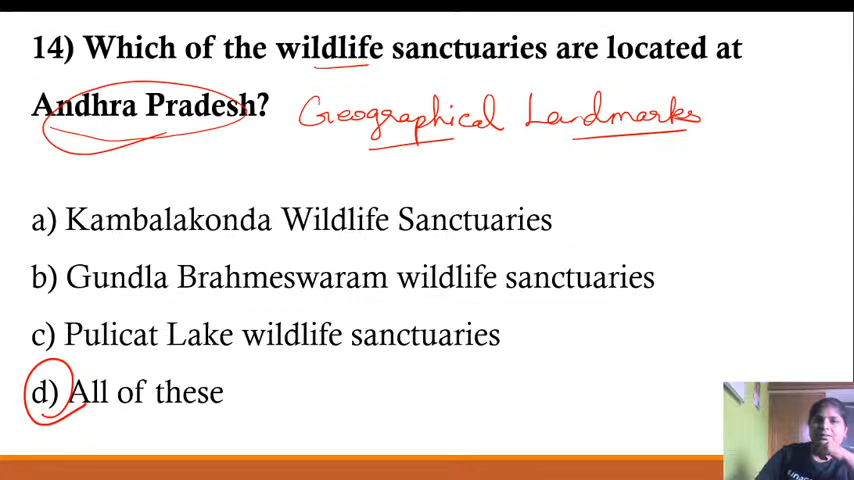 14) Which of the wildlife sanctuaries are located at
Andhra Pradesh? Geographical Landmarks
a) Kambalakonda Wildlife Sanctuaries
b) Gundla Brahmeswaram wildlife sanctuaries
c) Pulicat Lake wildlife sanctuaries
d) All of these